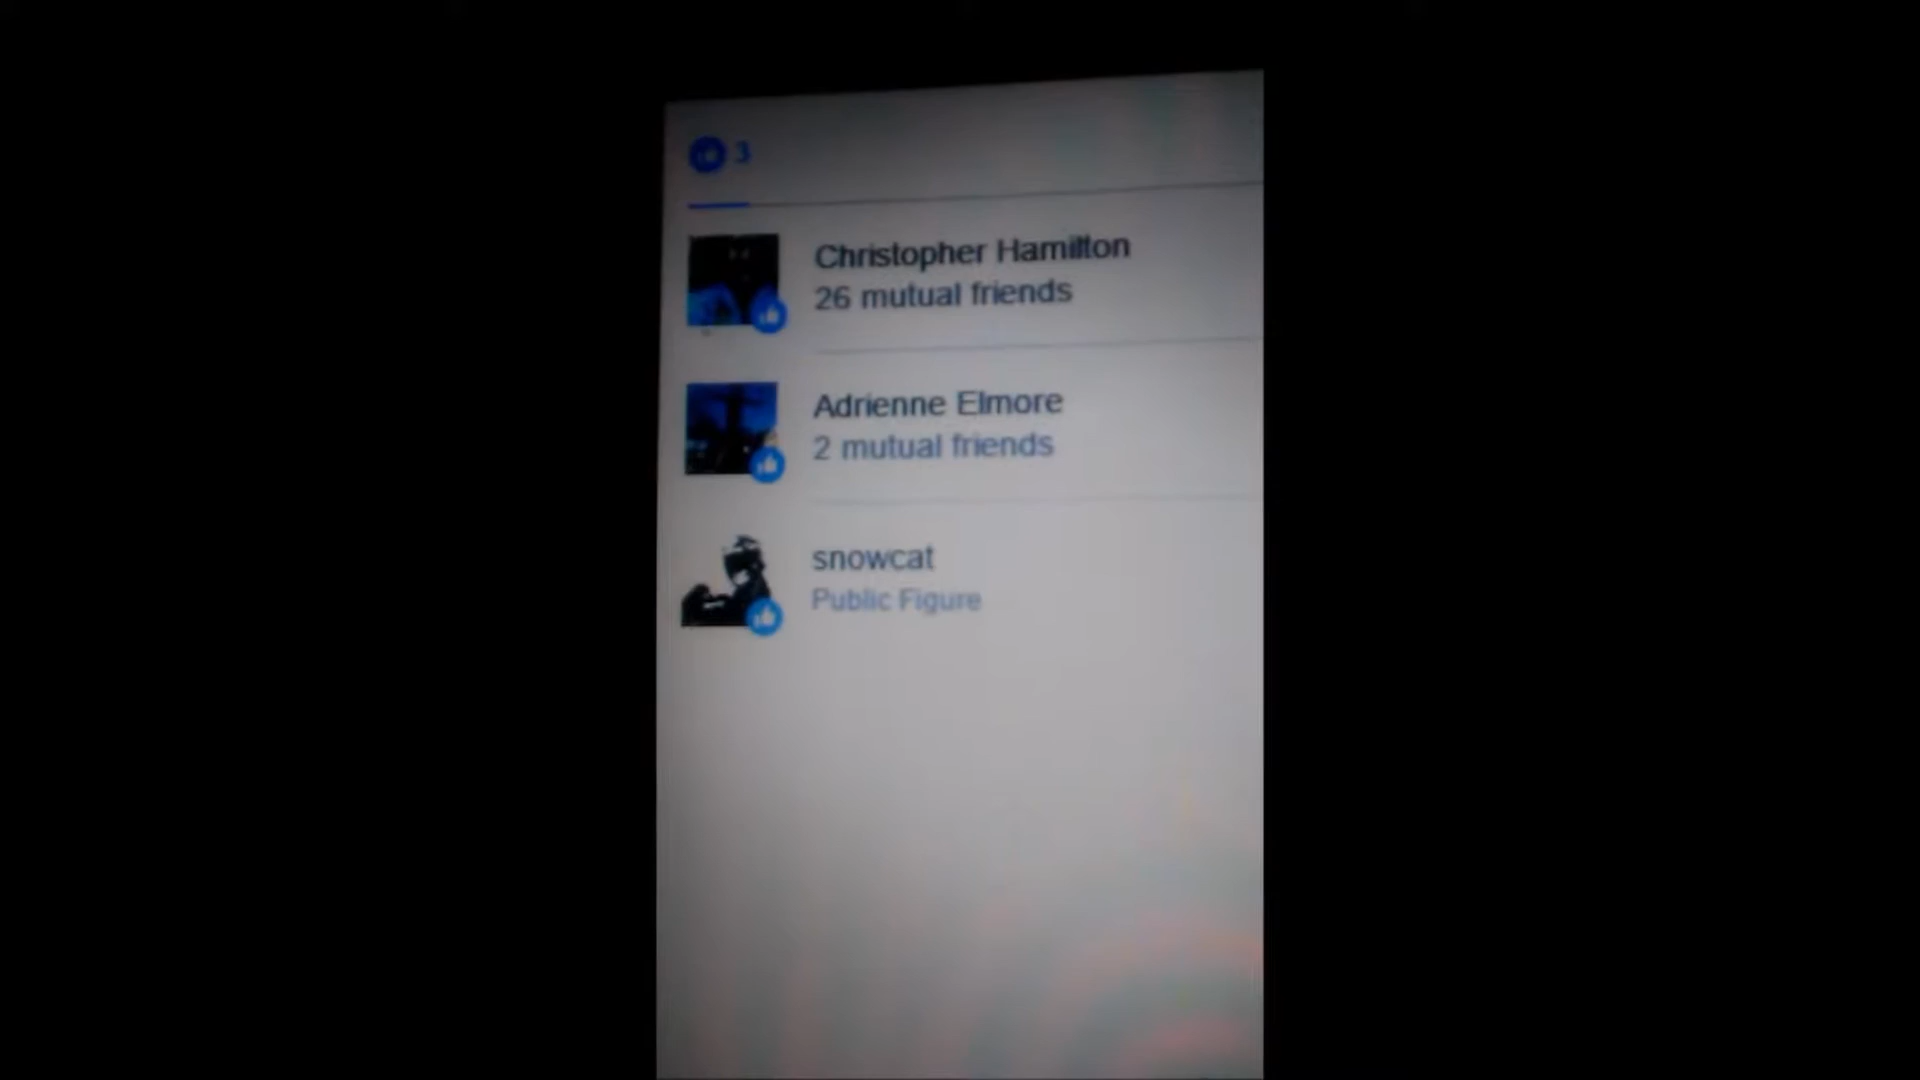 3
Christopher Hamilton
26 mutual friends
Adrienne Elmore
2 mutual friends
snowcat
Public Figure